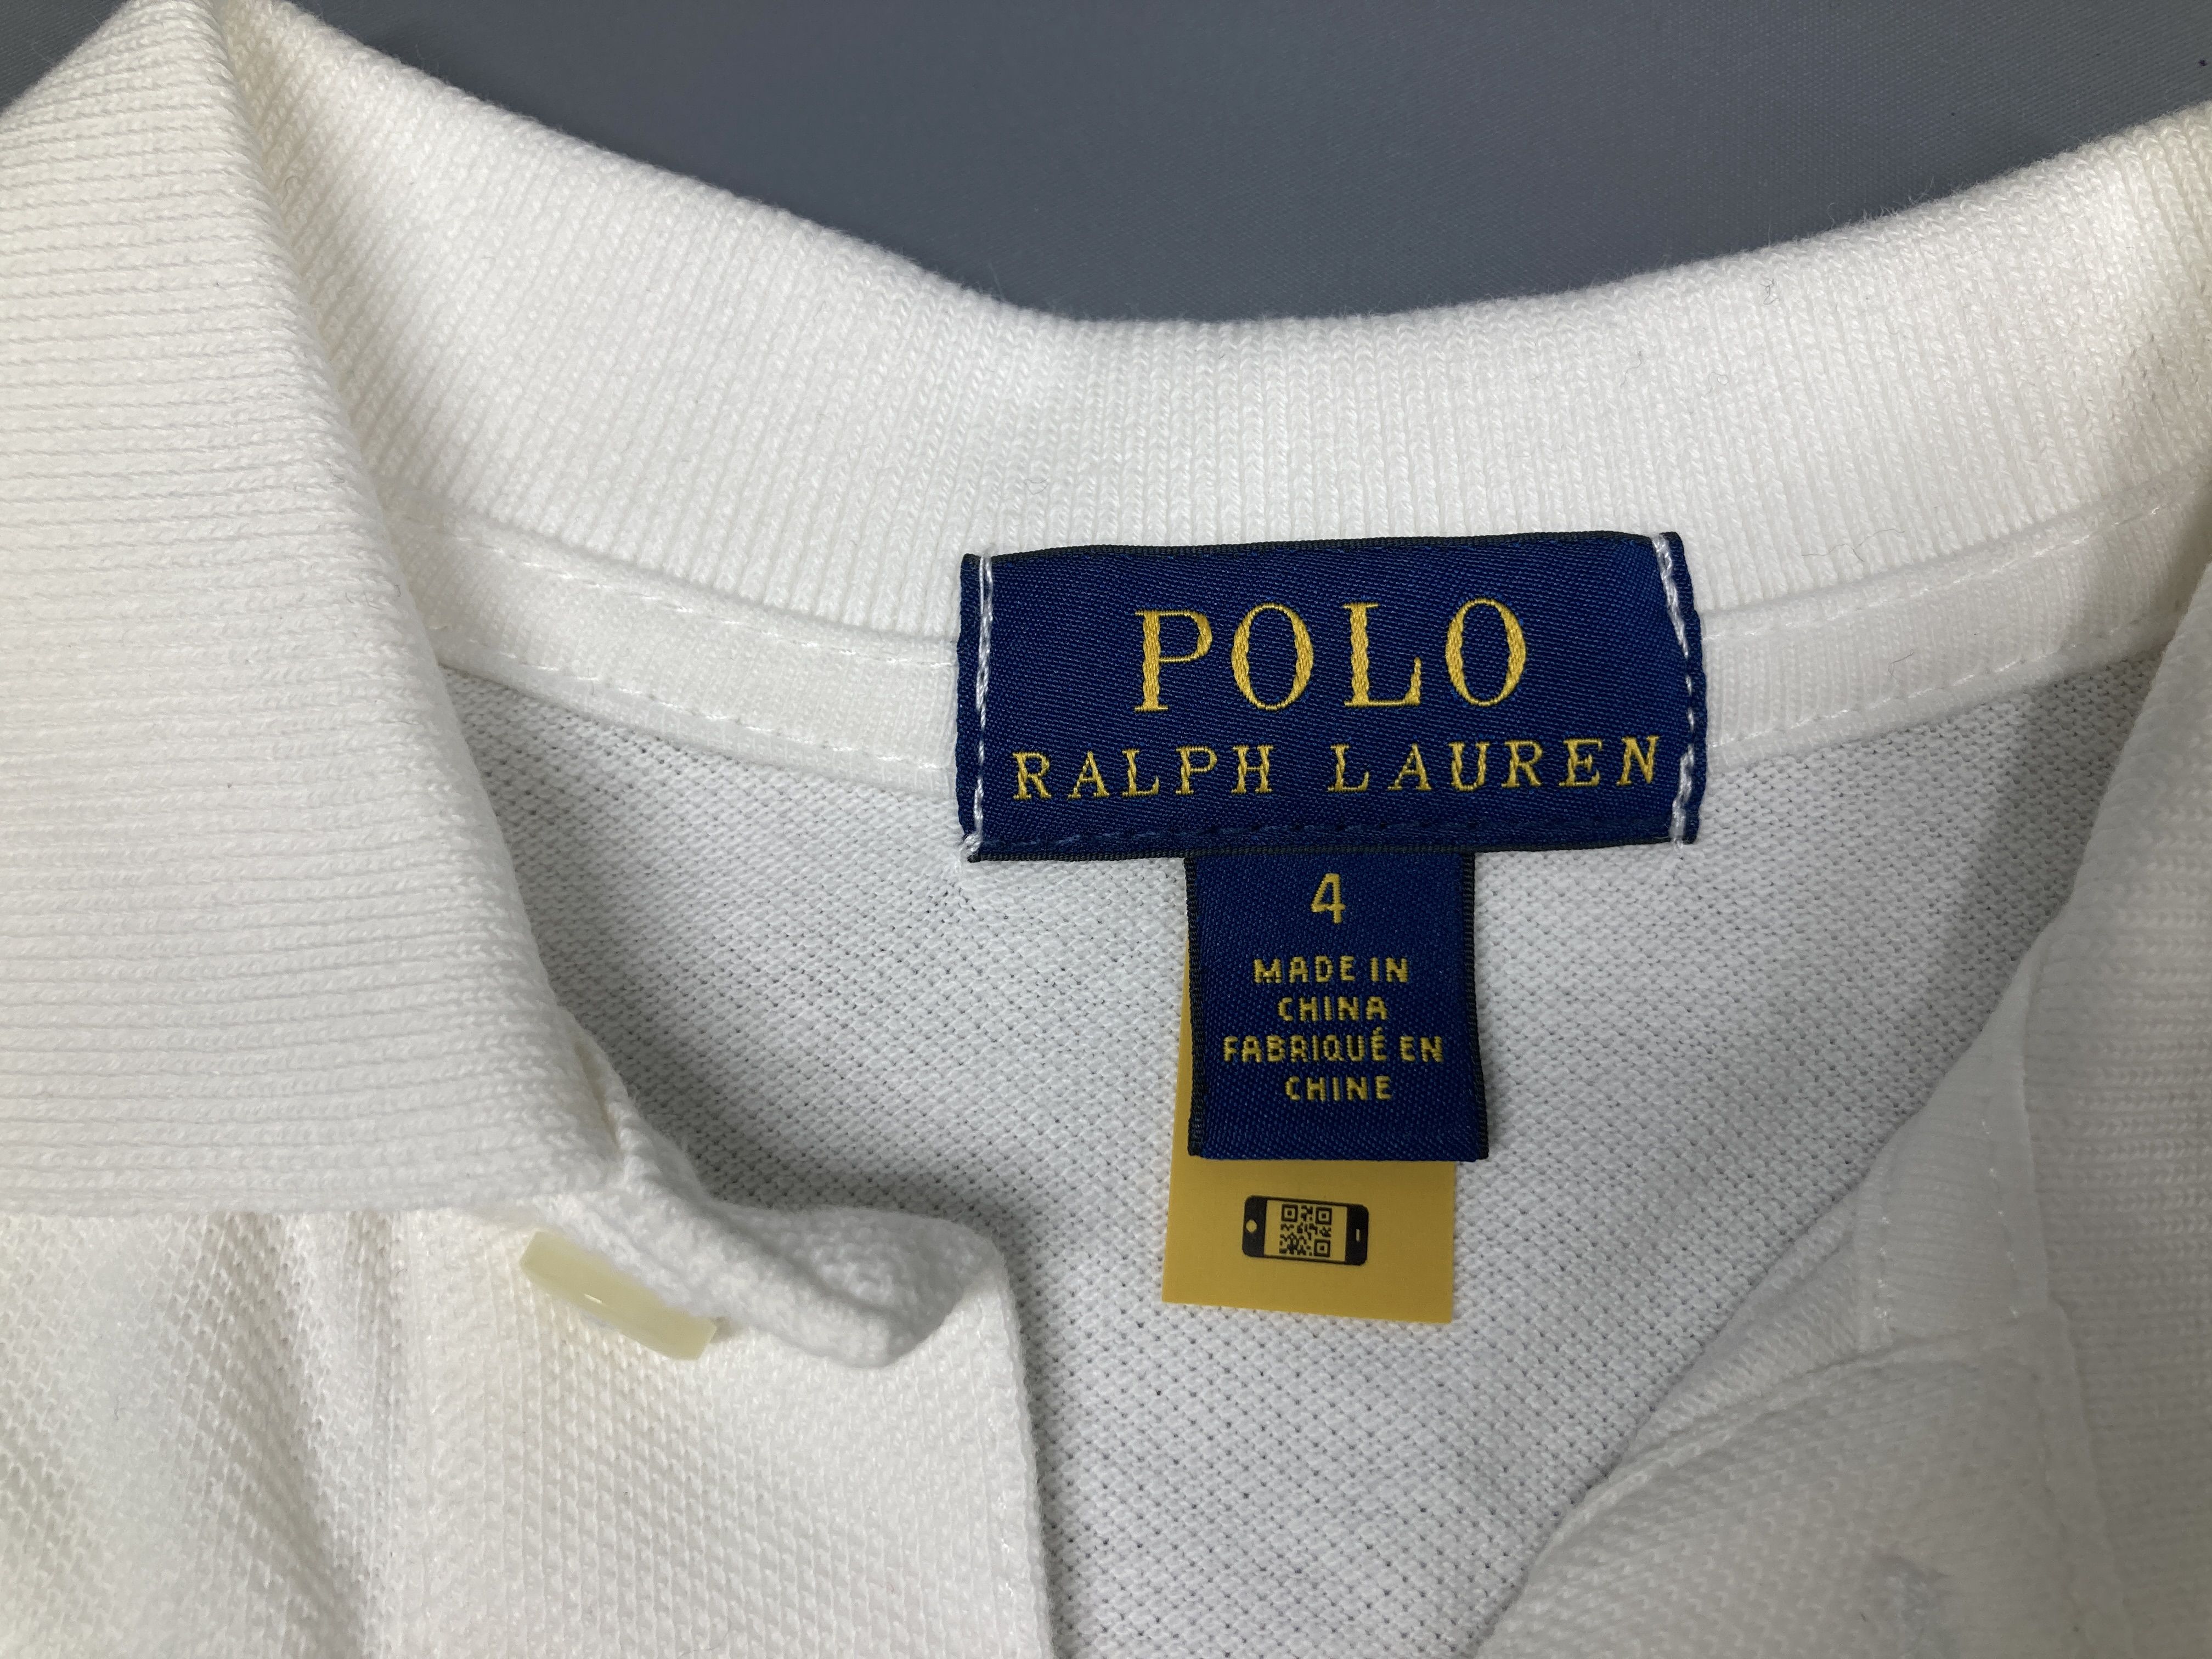 POLO
RALPH LAUREN
4
MADE IN
CHINA
FABRIQUÉ EN
CHINE